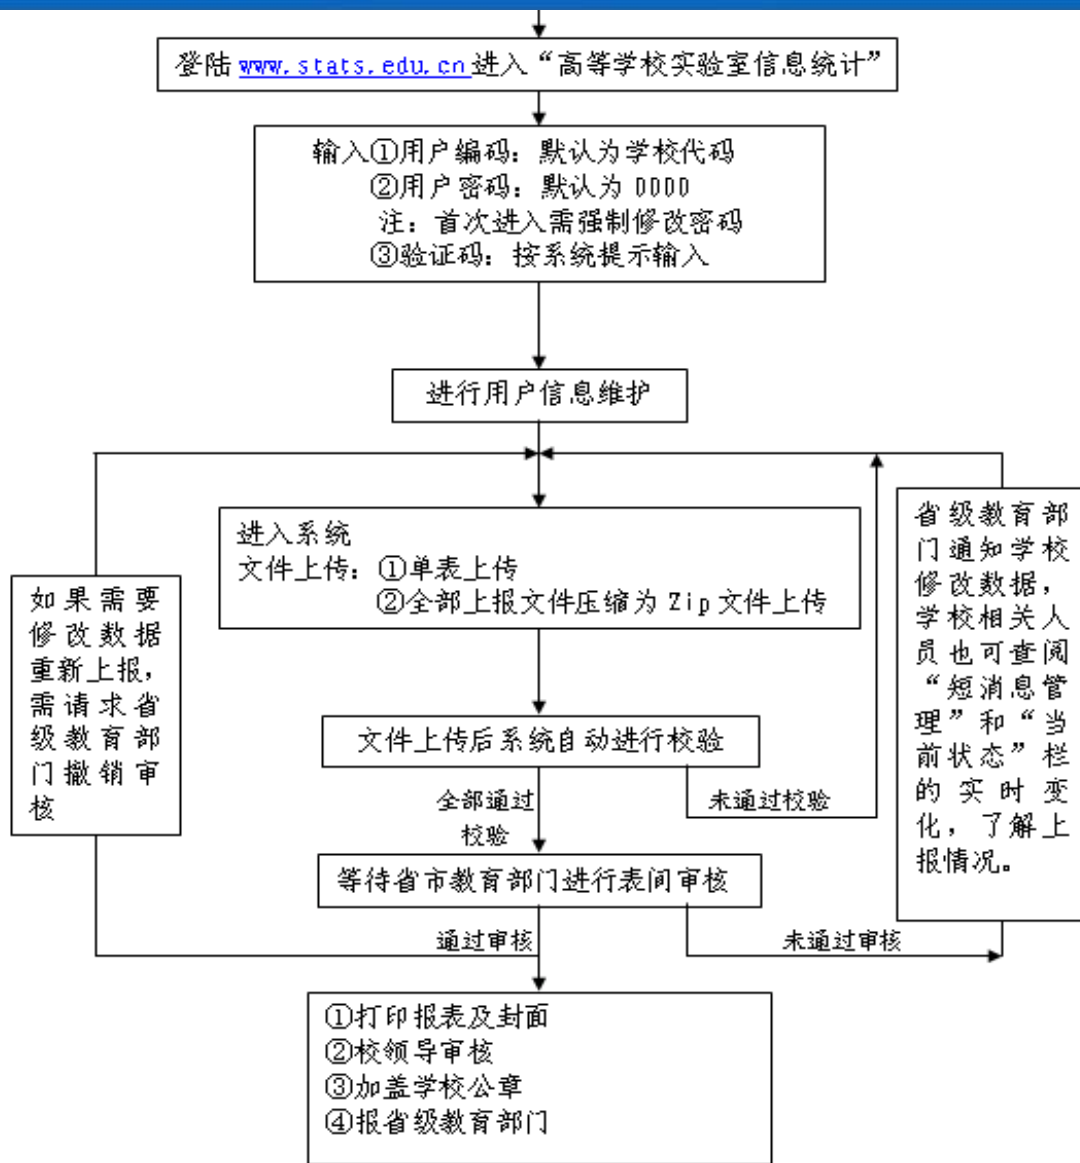 登陆 www.stats.edu.cn 进入“高等学校实验室信息统计”
输入①用户编码：默认为学校代码
②用户密码：默认为 0000
注：首次进入需强制修改密码
③验证码：按系统提示输入
进行用户信息维护
进入系统
文件上传：①单表上传
②全部上报文件压缩为 Zip 文件上传
如果需要
修改数据
重新上报，
需请求省
级教育部
门撤销审
核
省级教育部
门通知学校
修改数据，
学校相关人
员也可查阅
“短消息管
理”和“当
前状态”栏
的实时变
化，了解上
报情况。
文件上传后系统自动进行校验
全部通过
校验
未通过校验
等待省市教育部门进行表间审核
通过审核
未通过审核
①打印报表及封面
②校领导审核
③加盖学校公章
④报省级教育部门